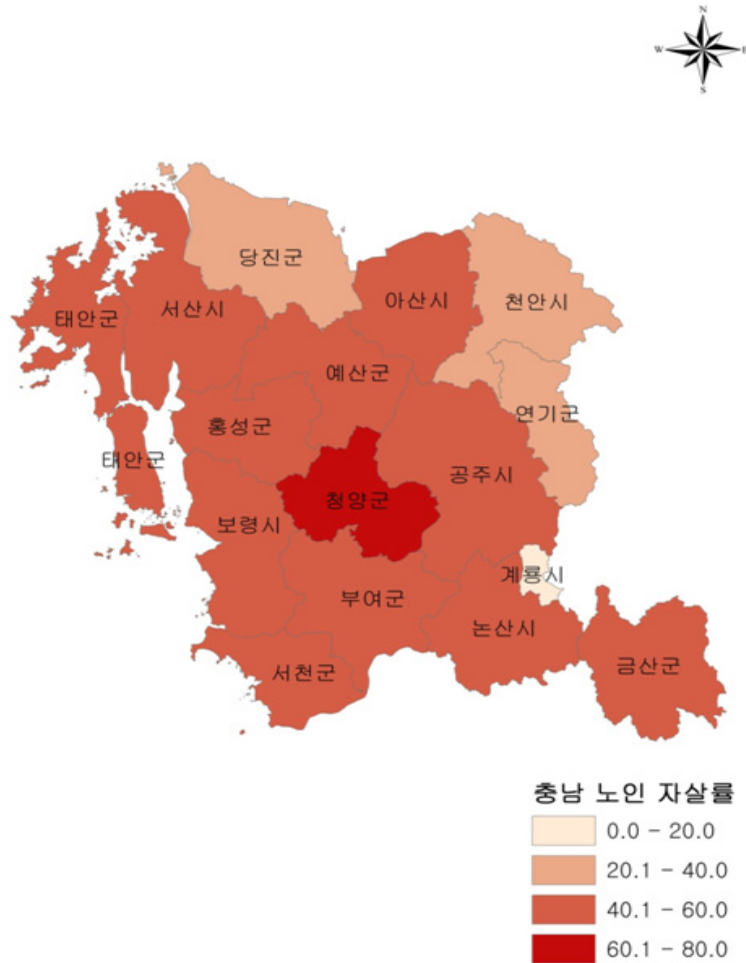 N
W E
S
당진군
아산시
천안시
서산시
태안군
예산군
연기군
홍성군
태안군
공주시
청양군
보령시
계룡시
부여군
논산시
서천군
금산군
충남 노인 자살률
0.0 - 20.0
20.1 - 40.0
40.1 - 60.0
60.1 - 80.0